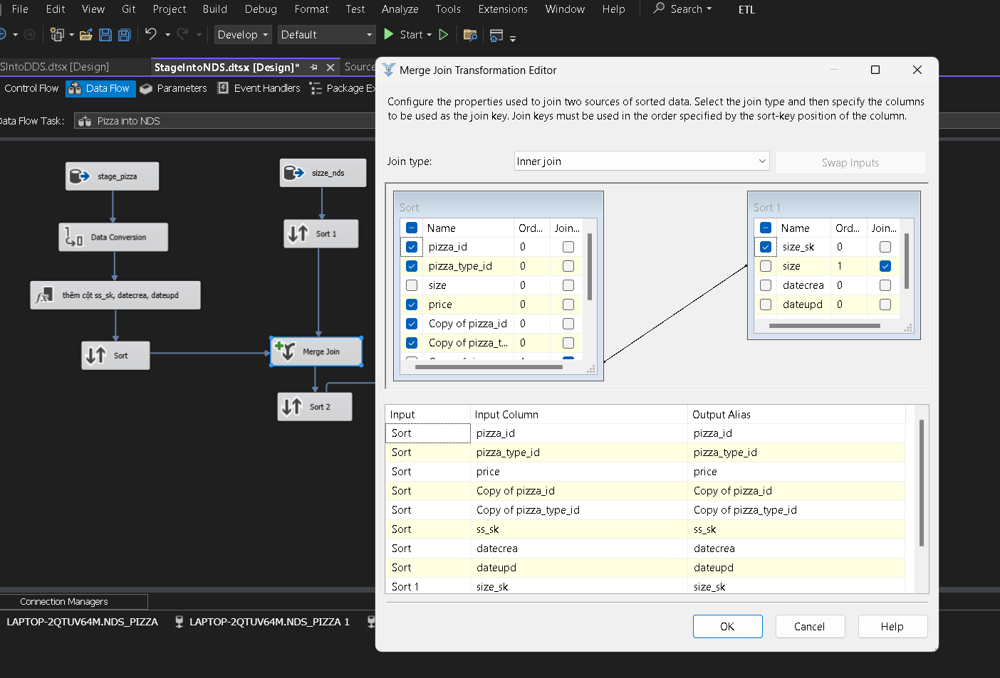 File Edit View Git Project Build Debug Format Test Analyze Tools Extensions Window Help Search ETL
Develop Default Start
SIntoDDS.dtsx [Design] StageIntoNDS.dtsx [Design]* Source
Control Flow Data Flow Parameters Event Handlers Package Ex
Data Flow Task: Pizza into NDS
stage_pizza
sizze_nds
Data Conversion
Sort 1
thêm cột ss_sk, datecrea, dateupd
Sort
Merge Join
Sort 2
Merge Join Transformation Editor
Configure the properties used to join two sources of sorted data. Select the join type and then specify the columns
to be used as the join key. Join keys must be used in the order specified by the sort-key position of the column.
Join type: Inner join Swap Inputs
Sort
Name Ord... Join...
pizza_id 0
pizza_type_id 0
size 0
price 0
Copy of pizza_id 0
Copy of pizza_t... 0
Sort 1
Name Ord... Join...
size_sk 0
size 1
datecrea 0
dateupd 0
Input Input Column Output Alias
Sort pizza_id pizza_id
Sort pizza_type_id pizza_type_id
Sort price price
Sort Copy of pizza_id Copy of pizza_id
Sort Copy of pizza_type_id Copy of pizza_type_id
Sort ss_sk ss_sk
Sort datecrea datecrea
Sort dateupd dateupd
Sort 1 size_sk size_sk
OK Cancel Help
Connection Managers
LAPTOP-2QTUV64M.NDS_PIZZA LAPTOP-2QTUV64M.NDS_PIZZA 1